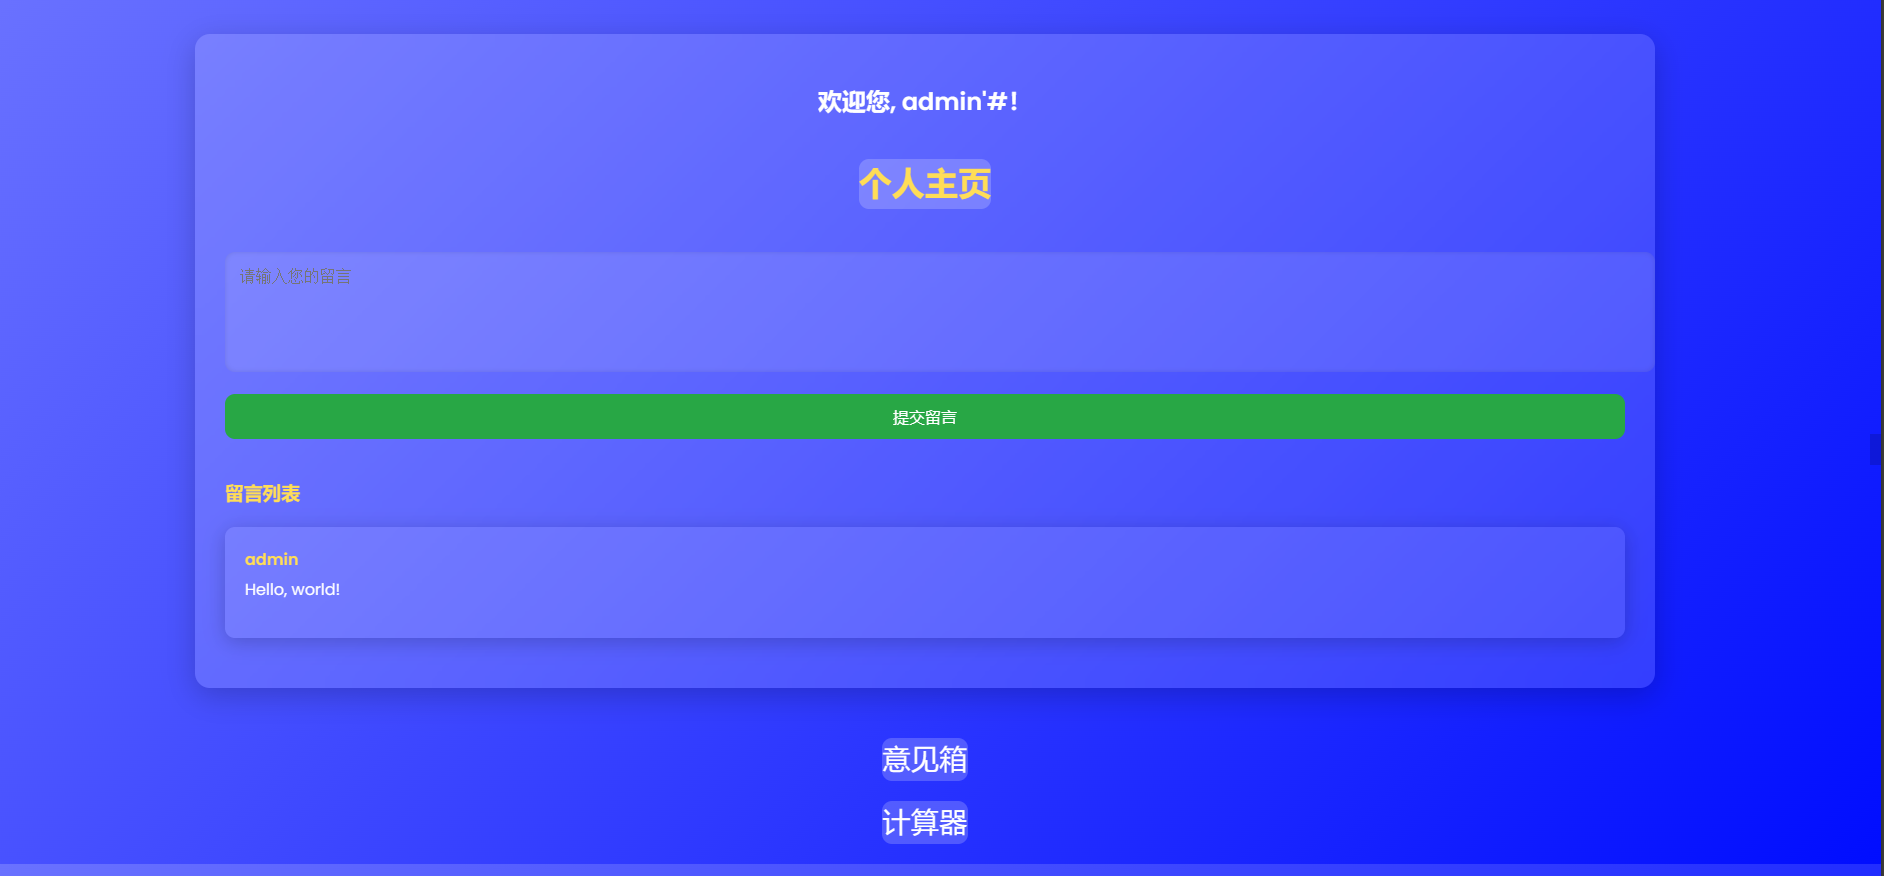 欢迎您, admin'#!
个人主页
请输入您的留言
提交留言
留言列表
admin
Hello, world!
意见箱
计算器